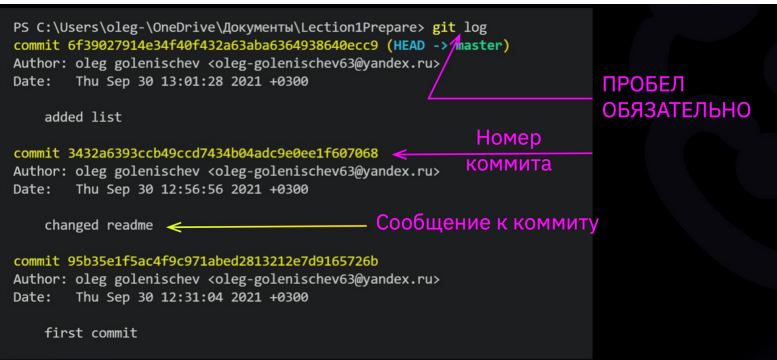 PS C:\Users\oleg-\OneDrive\Документы\Lection1Prepare> git log
commit 6f39027914e34f40f432a63aba6364938640ecc9 (HEAD -> master)
Author: oleg golenischev <oleg-golenischev63@yandex.ru>
Date:   Thu Sep 30 13:01:28 2021 +0300
ПРОБЕЛ
ОБЯЗАТЕЛЬНО
    added list
commit 3432a6393ccb49ccd7434b04adc9e0ee1f607068
Номер
коммита
Author: oleg golenischev <oleg-golenischev63@yandex.ru>
Date:   Thu Sep 30 12:56:56 2021 +0300
    changed readme
Сообщение к коммиту
commit 95b35e1f5ac4f9c971abed2813212e7d9165726b
Author: oleg golenischev <oleg-golenischev63@yandex.ru>
Date:   Thu Sep 30 12:31:04 2021 +0300
    first commit